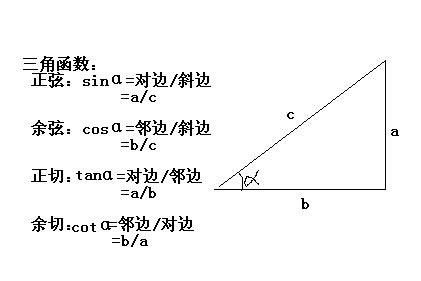 三角函数：
正弦：sinα=对边/斜边
=a/c
余弦：cosα=邻边/斜边
=b/c
正切：tanα=对边/邻边
=a/b
余切：cotα=邻边/对边
=b/a
c
a
α
b